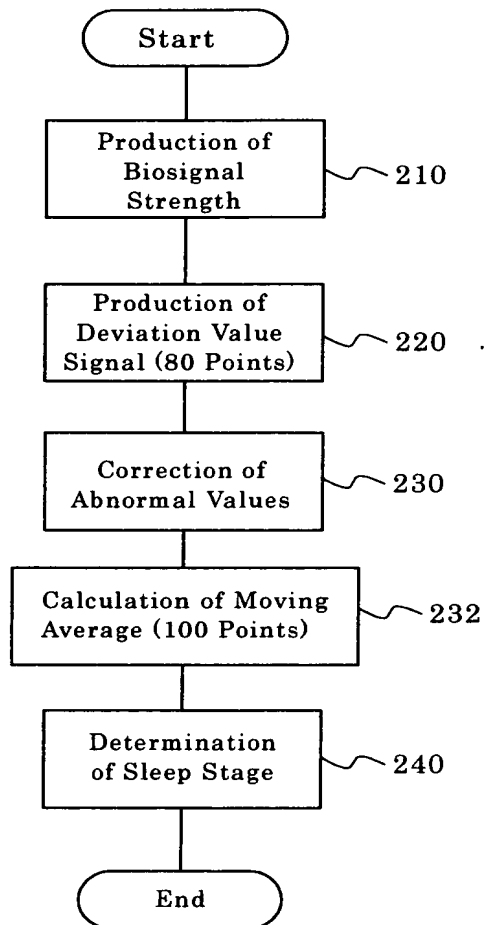 Start
Production of
Biosignal
Strength
210
Production of
Deviation Value
Signal (80 Points)
220
Correction of
Abnormal Values
230
Calculation of Moving
Average (100 Points)
232
Determination
of Sleep Stage
240
End